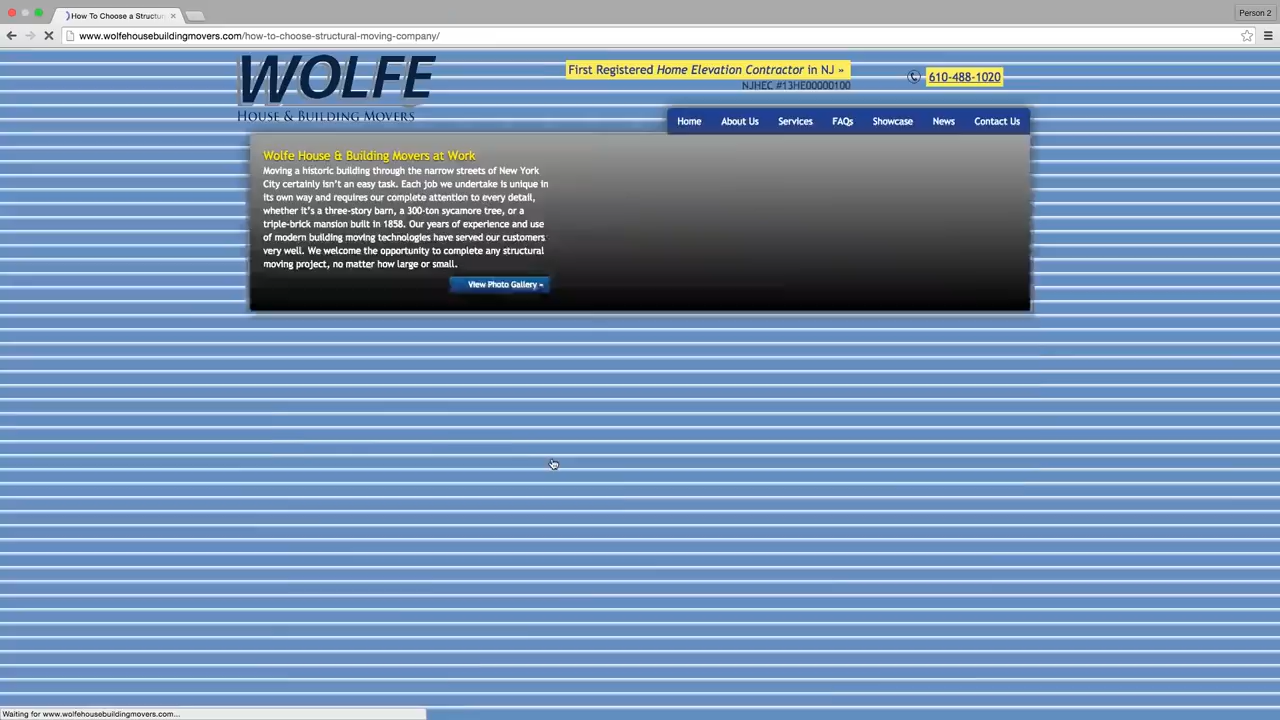 How To Choose a Structur
Person 2
www.wolfehousebuildingmovers.com/how-to-choose-structural-moving-company/
WOLFE
HOUSE & BUILDING MOVERS
First Registered Home Elevation Contractor in NJ »
NJHEC #13HE00000100
610-488-1020
Home About Us Services FAQs Showcase News Contact Us
Wolfe House & Building Movers at Work
Moving a historic building through the narrow streets of New York
City certainly isn't an easy task. Each job we undertake is unique in
its own way and requires our complete attention to every detail,
whether it's a three-story barn, a 300-ton sycamore tree, or a
triple-brick mansion built in 1858. Our years of experience and use
of modern building moving technologies have served our customers
very well. We welcome the opportunity to complete any structural
moving project, no matter how large or small.
View Photo Gallery »
Waiting for www.wolfehousebuildingmovers.com...